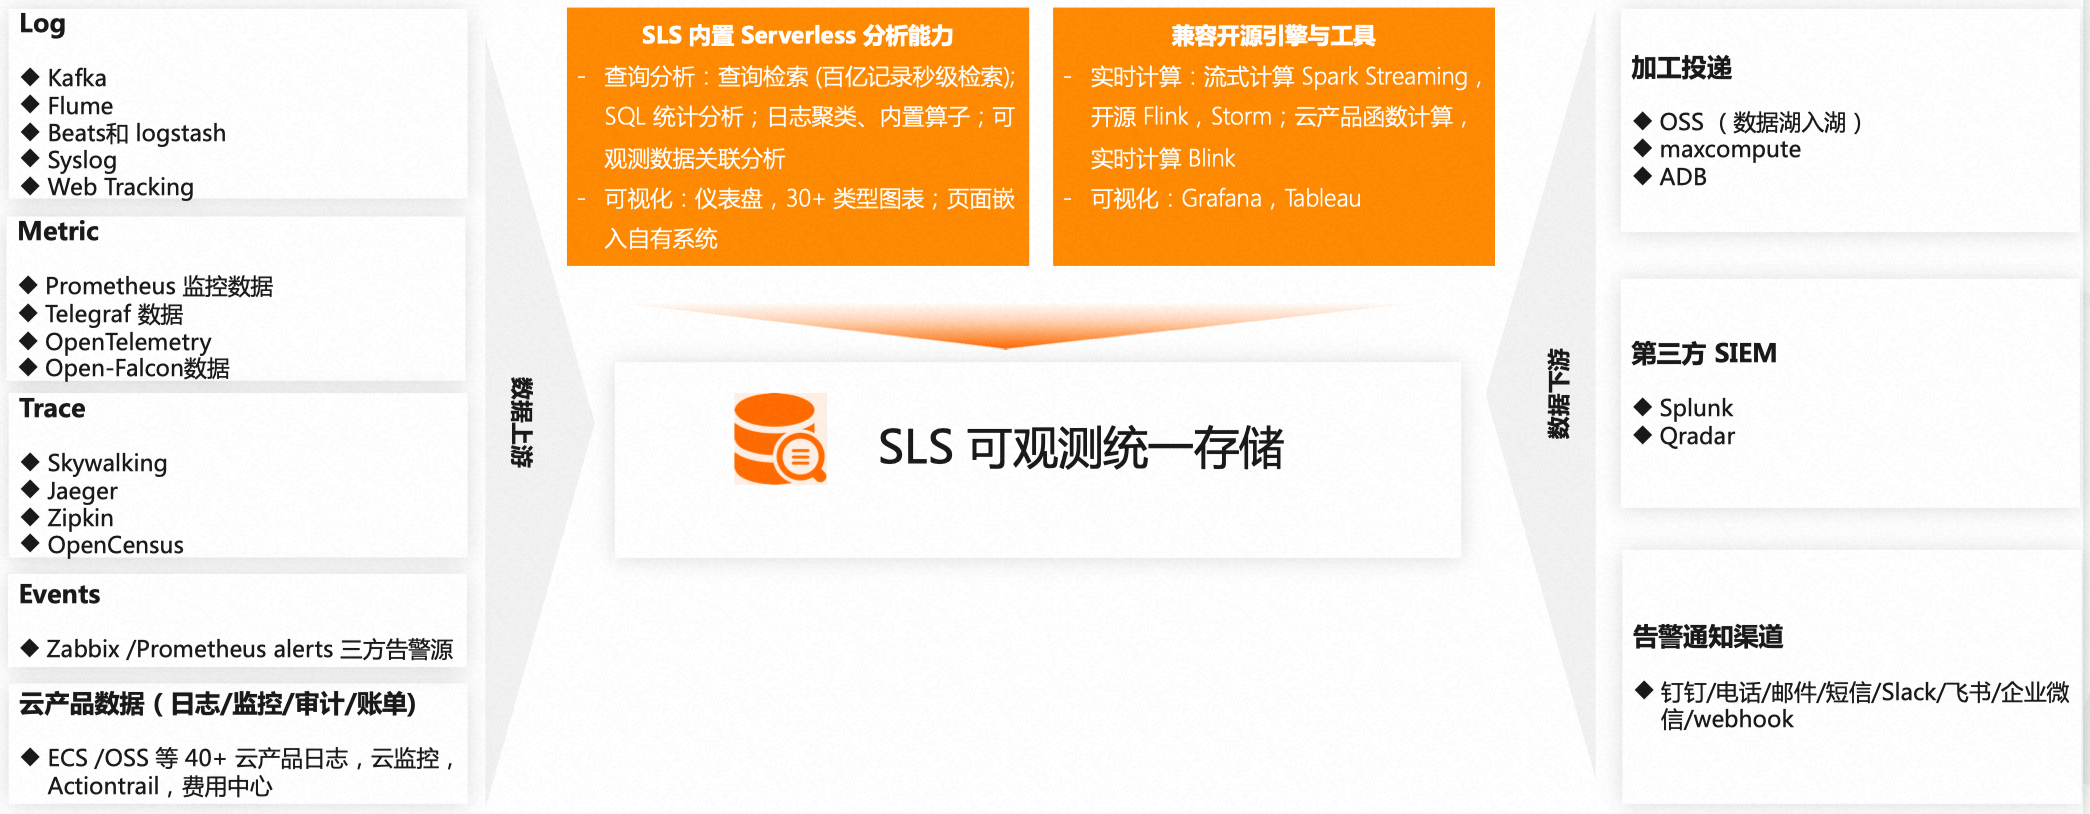 Log
◆ Kafka
◆ Flume
◆ Beats和 logstash
◆ Syslog
◆ Web Tracking
Metric
◆ Prometheus 监控数据
◆ Telegraf 数据
◆ OpenTelemetry
◆ Open-Falcon数据
Trace
◆ Skywalking
◆ Jaeger
◆ Zipkin
◆ OpenCensus
Events
◆ Zabbix /Prometheus alerts 三方告警源
云产品数据（日志/监控/审计/账单)
◆ ECS /OSS 等 40+ 云产品日志，云监控，
Actiontrail，费用中心
数据上游
SLS 内置 Serverless 分析能力
- 查询分析：查询检索 (百亿记录秒级检索);
SQL 统计分析；日志聚类、内置算子；可
观测数据关联分析
- 可视化：仪表盘，30+ 类型图表；页面嵌
入自有系统
兼容开源引擎与工具
- 实时计算：流式计算 Spark Streaming，
开源 Flink，Storm；云产品函数计算，
实时计算 Blink
- 可视化：Grafana，Tableau
SLS 可观测统一存储
数据下游
加工投递
◆ OSS （数据湖入湖）
◆ maxcompute
◆ ADB
第三方 SIEM
◆ Splunk
◆ Qradar
告警通知渠道
◆ 钉钉/电话/邮件/短信/Slack/飞书/企业微
信/webhook